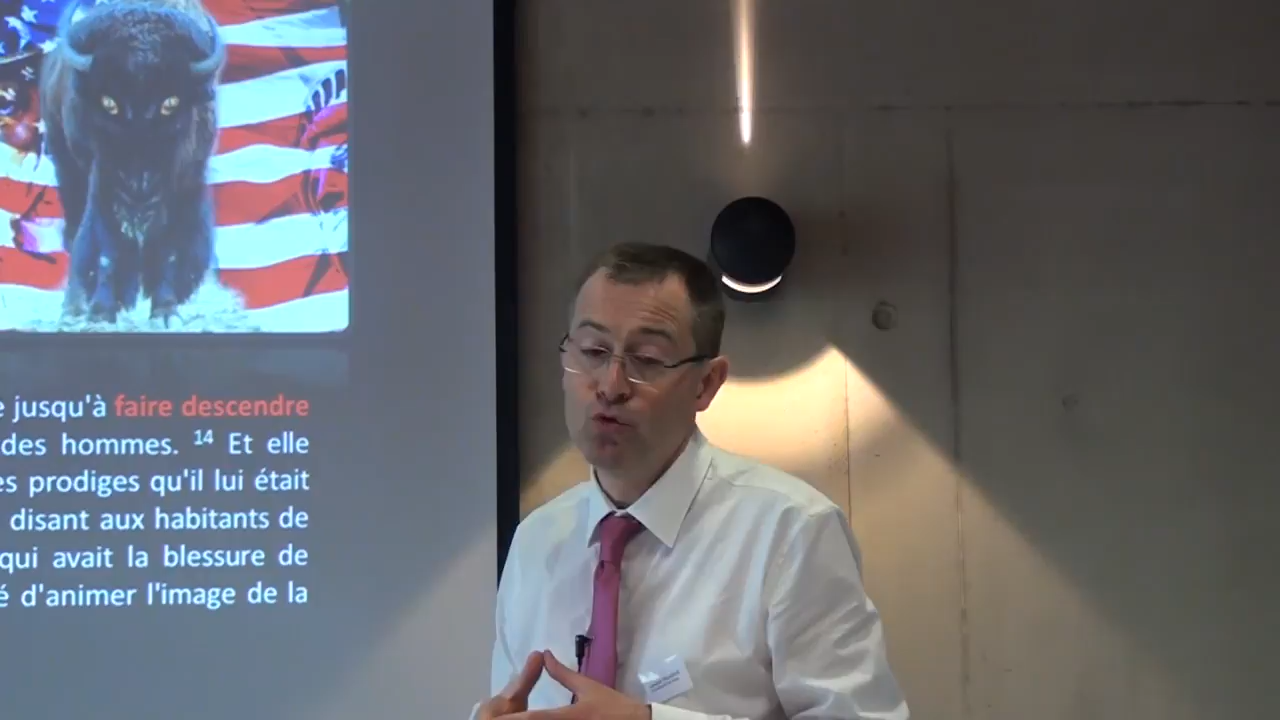 jusqu'à faire descendre
des hommes. 14 Et elle
prodiges qu'il lui était
disant aux habitants de
qui avait la blessure de
d'animer l'image de la